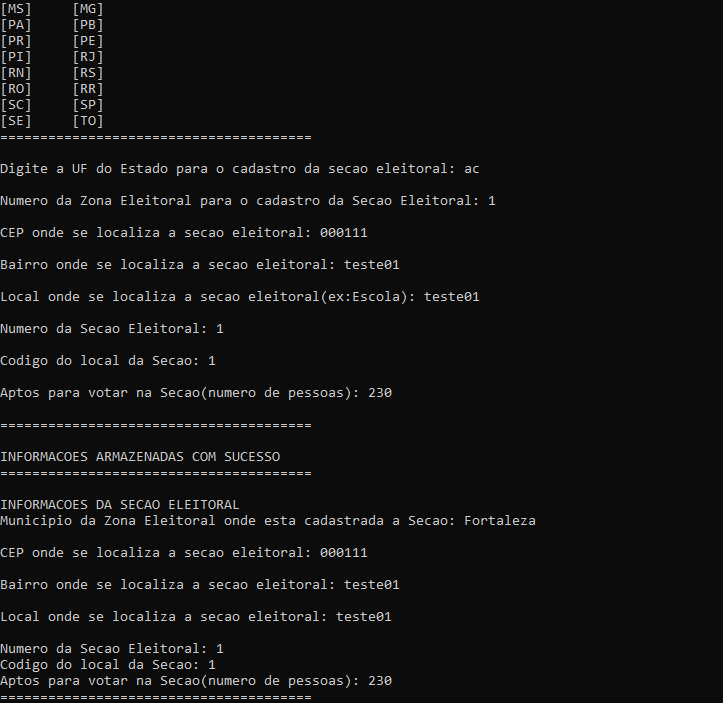 [MS]     [MG]
[PA]     [PB]
[PR]     [PE]
[PI]     [RJ]
[RN]     [RS]
[RO]     [RR]
[SC]     [SP]
[SE]     [TO]
=======================================
Digite a UF do Estado para o cadastro da secao eleitoral: ac
Numero da Zona Eleitoral para o cadastro da Secao Eleitoral: 1
CEP onde se localiza a secao eleitoral: 000111
Bairro onde se localiza a secao eleitoral: teste01
Local onde se localiza a secao eleitoral(ex:Escola): teste01
Numero da Secao Eleitoral: 1
Codigo do local da Secao: 1
Aptos para votar na Secao(numero de pessoas): 230
=======================================
INFORMACOES ARMAZENADAS COM SUCESSO
=======================================
INFORMACOES DA SECAO ELEITORAL
Municipio da Zona Eleitoral onde esta cadastrada a Secao: Fortaleza
CEP onde se localiza a secao eleitoral: 000111
Bairro onde se localiza a secao eleitoral: teste01
Local onde se localiza a secao eleitoral: teste01
Numero da Secao Eleitoral: 1
Codigo do local da Secao: 1
Aptos para votar na Secao(numero de pessoas): 230
=======================================